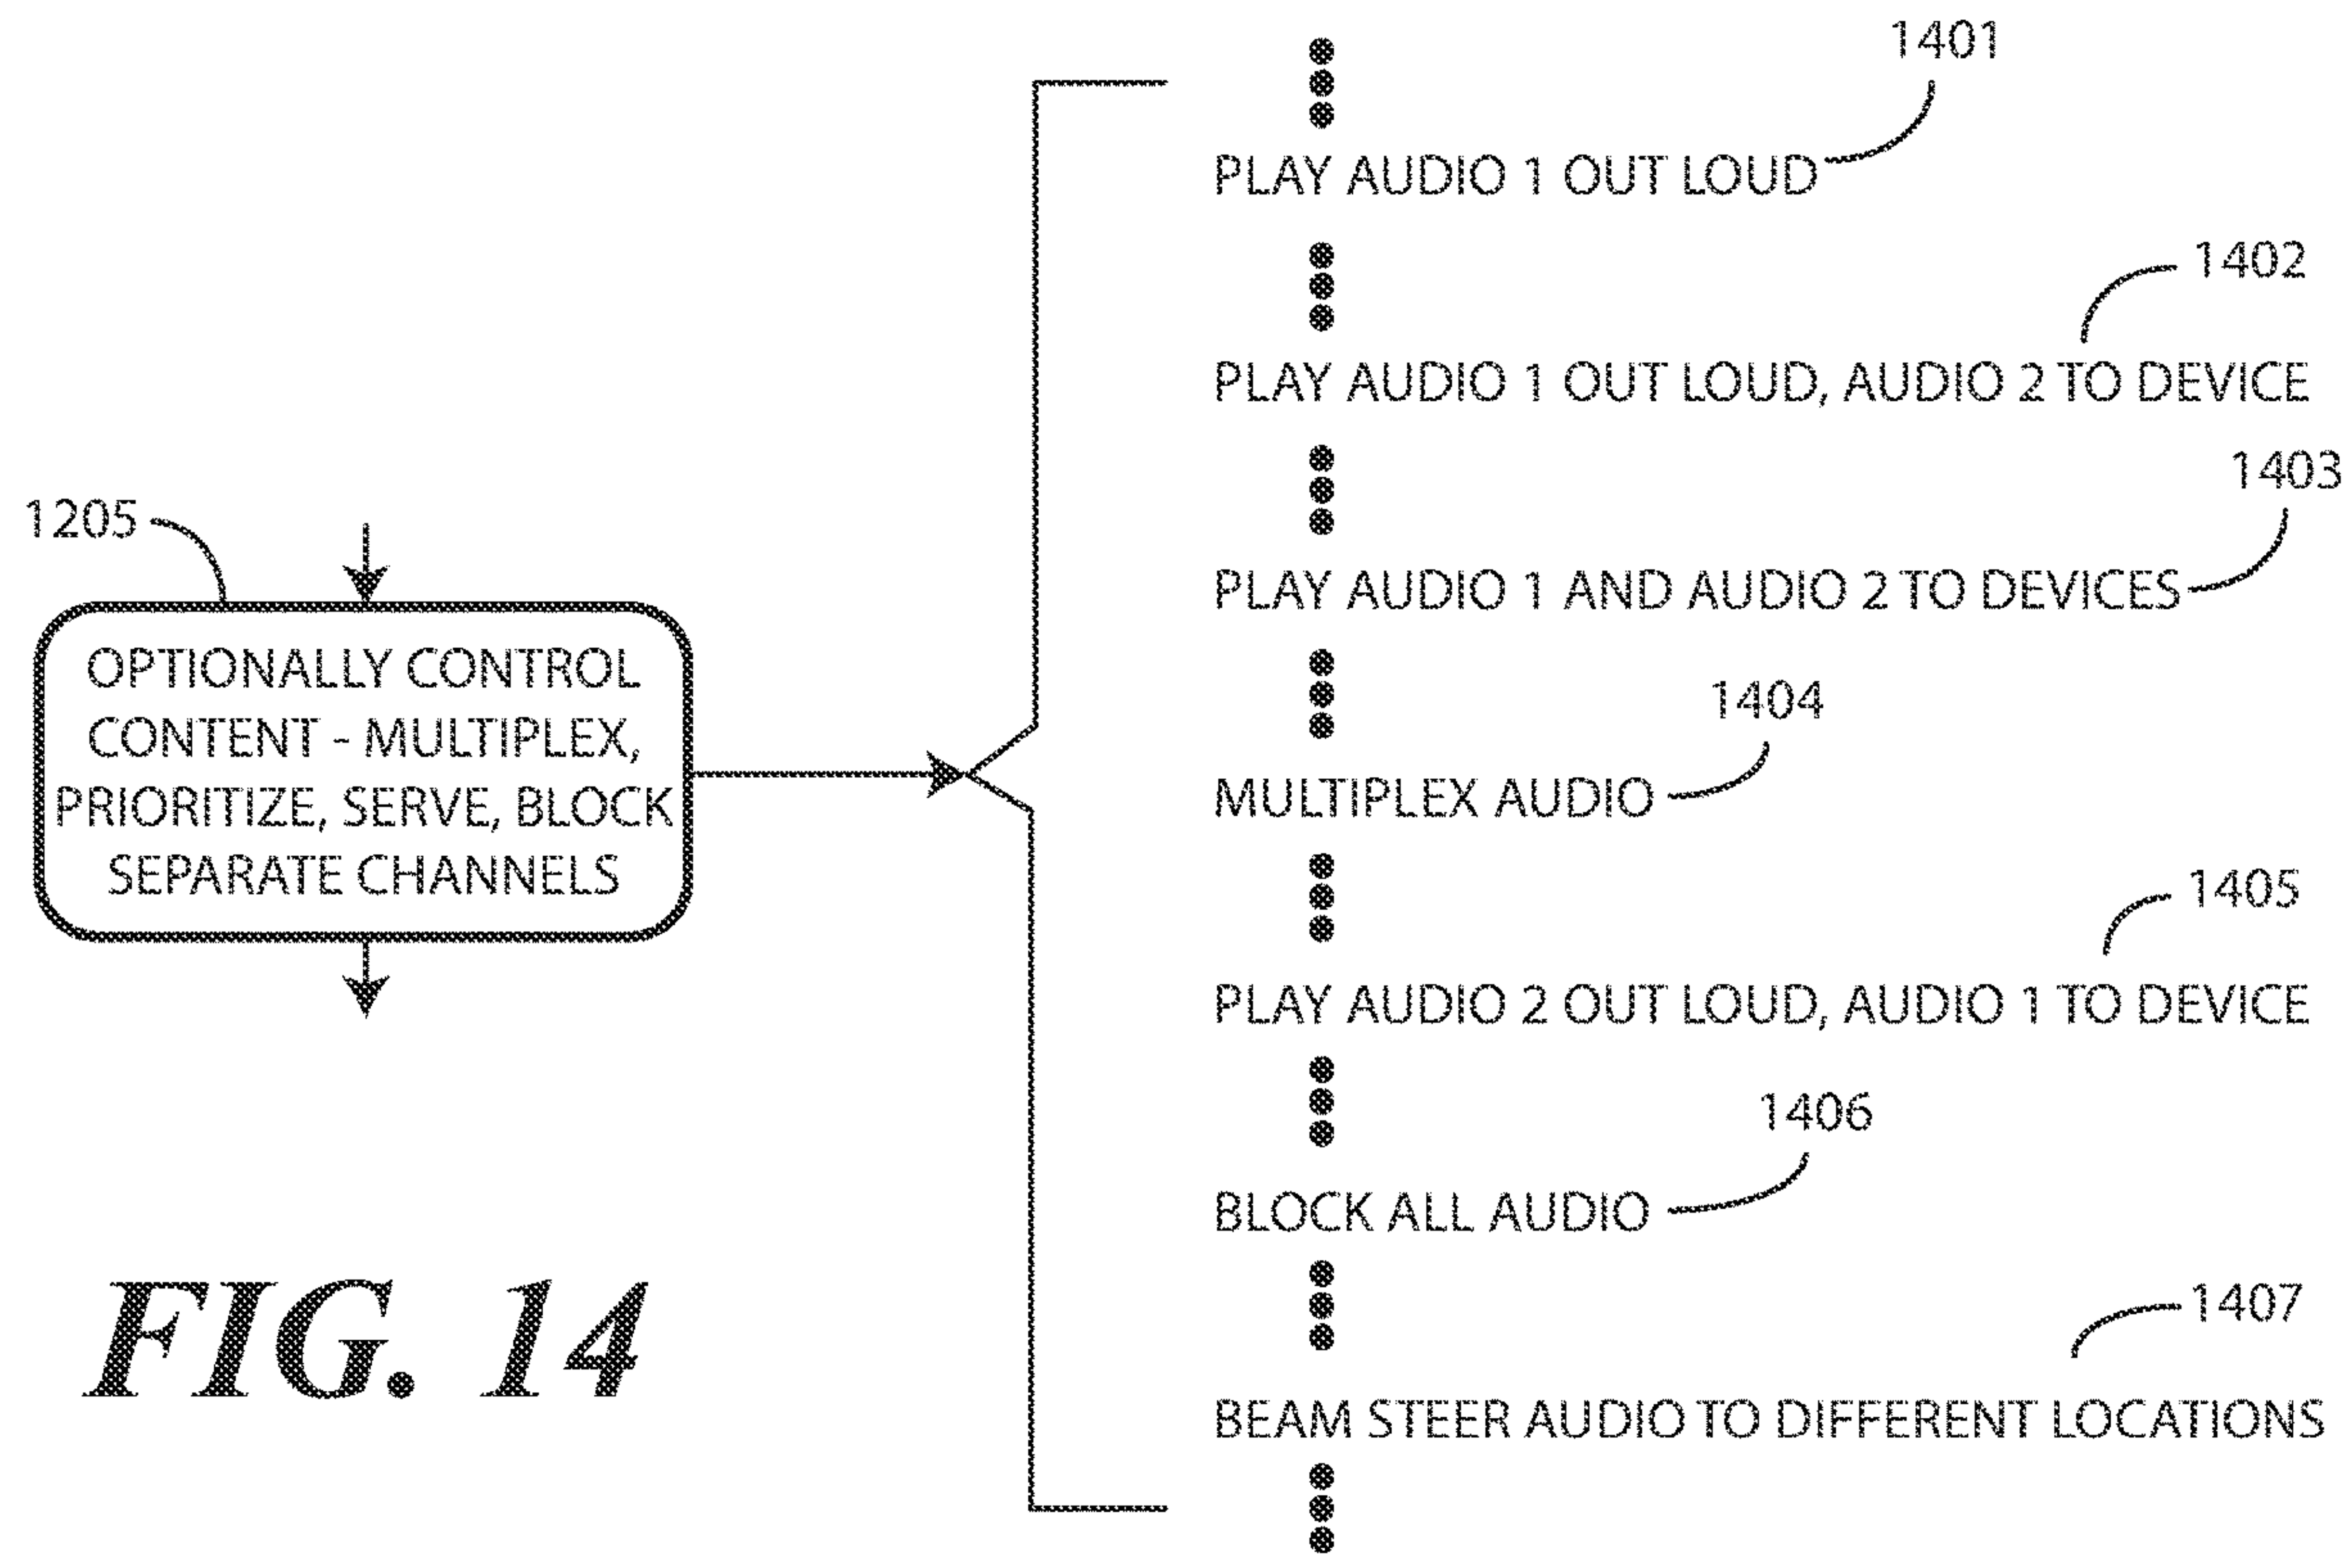 1401
PLAY AUDIO 1 OUT LOUD
1402
PLAY AUDIO 1 OUT LOUD, AUDIO 2 TO DEVICE
1403
PLAY AUDIO 1 AND AUDIO 2 TO DEVICES
1205
OPTIONALLY CONTROL
CONTENT - MULTIPLEX,
PRIORITIZE, SERVE, BLOCK
SEPARATE CHANNELS
1404
MULTIPLEX AUDIO
1405
PLAY AUDIO 2 OUT LOUD, AUDIO 1 TO DEVICE
1406
BLOCK ALL AUDIO
1407
BEAM STEER AUDIO TO DIFFERENT LOCATIONS
FIG. 14